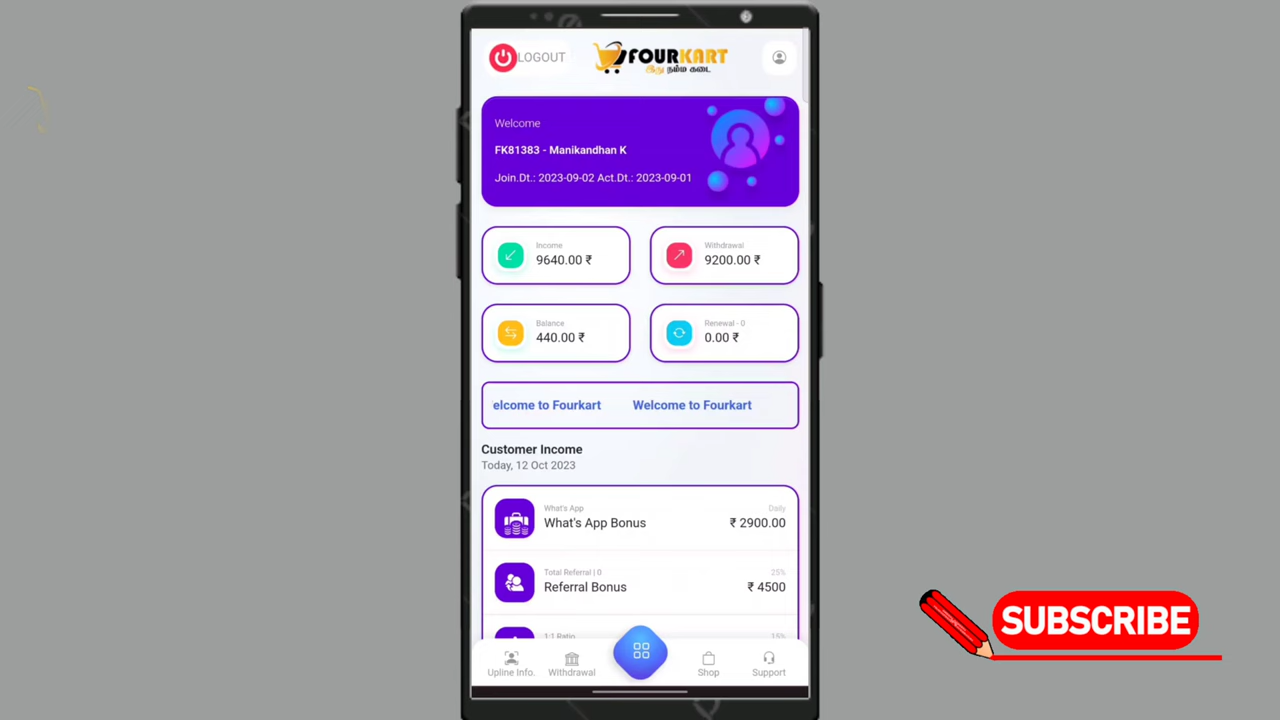 LOGOUT
FOURKART
இது நம்ம கடை
Welcome
FK81383 - Manikandhan K
Join.Dt.: 2023-09-02 Act.Dt.: 2023-09-01
Income
9640.00 ₹
Withdrawal
9200.00 ₹
Balance
440.00 ₹
Renewal - 0
0.00 ₹
elcome to Fourkart Welcome to Fourkart
Customer Income
Today, 12 Oct 2023
What's App
Daily
What's App Bonus
₹ 2900.00
Total Referral | 0
25%
Referral Bonus
₹ 4500
1:1 Ratio
15%
Upline Info.
Withdrawal
Shop
Support
SUBSCRIBE